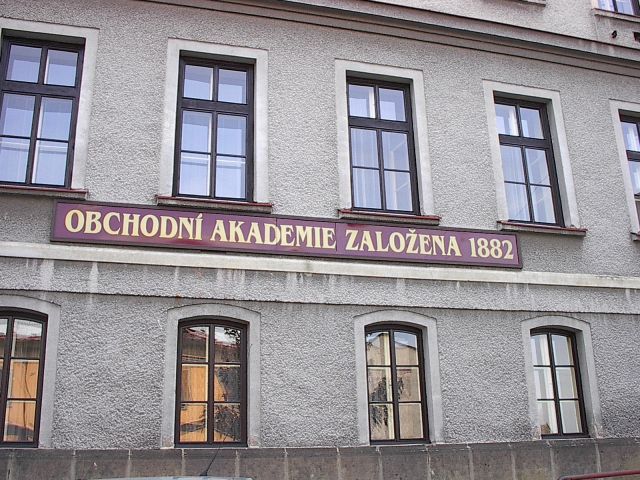 OBCHODNÍ AKADEMIE ZALOŽENA 1882